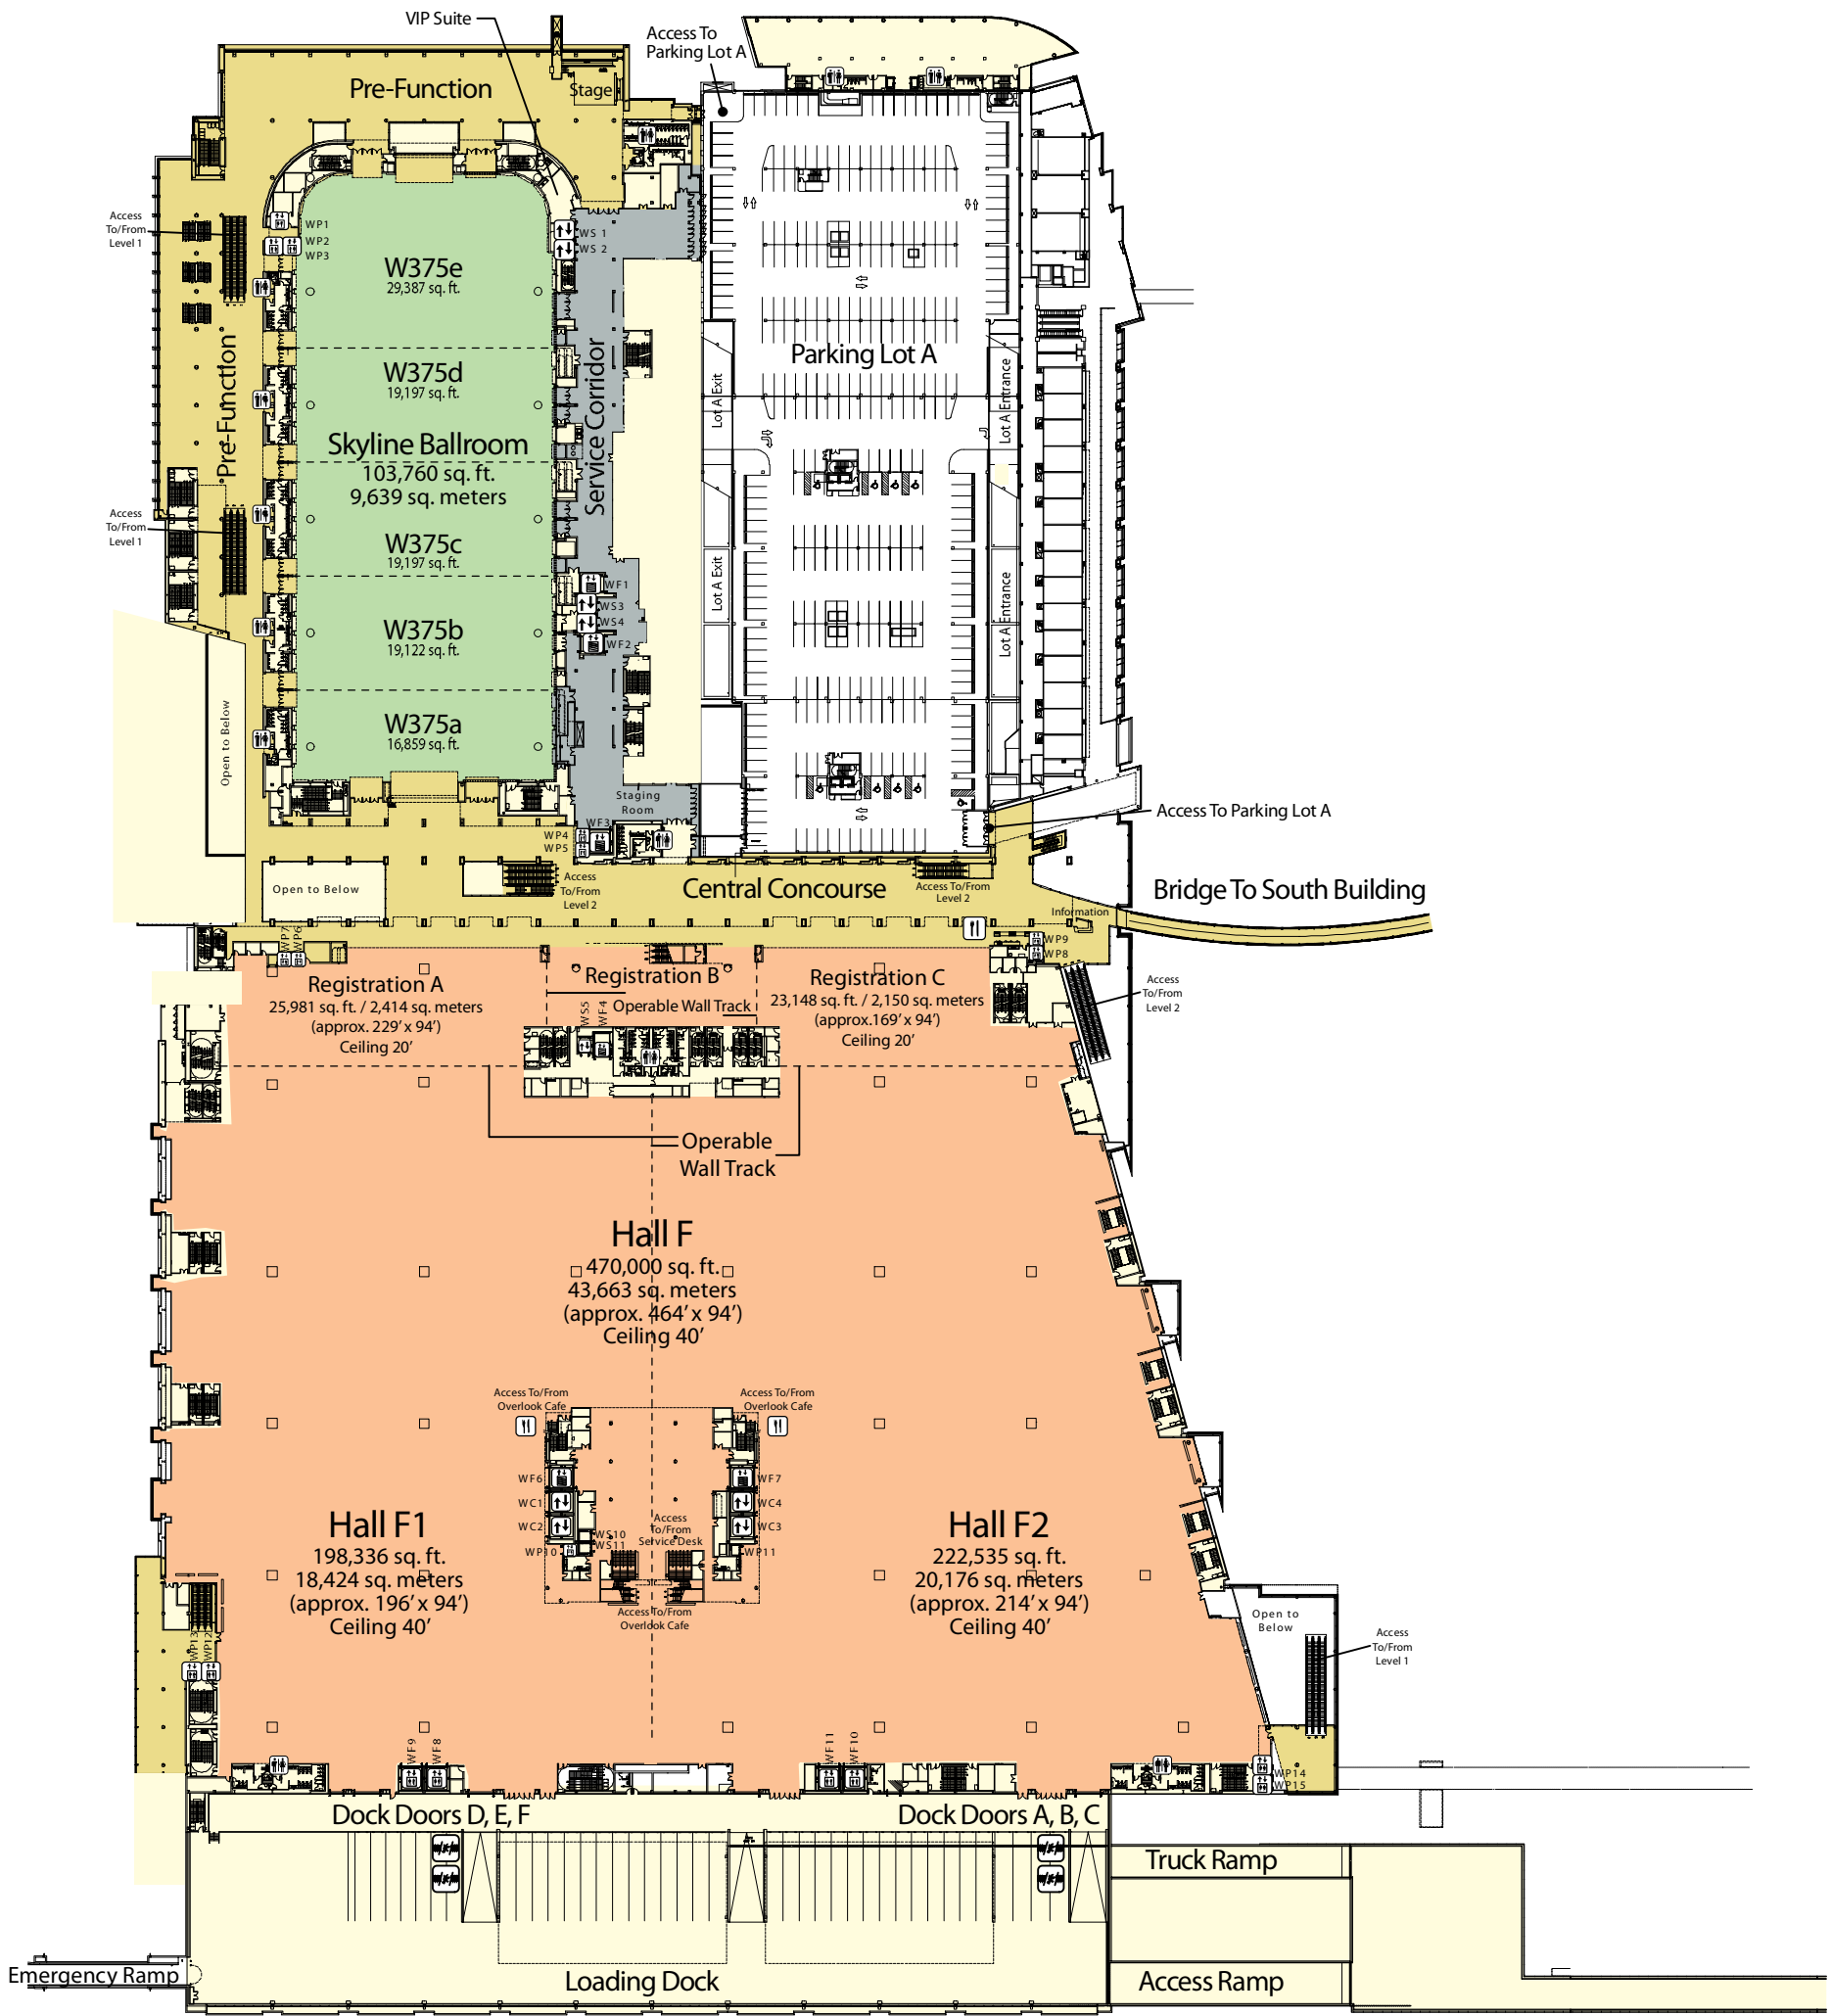 VIP Suite
Access To
Parking Lot A
Pre-Function
Stage
Access
To/From
Level 1
WP1
WP2
WP3
WS 1
WS 2
W375e
29,387 sq. ft.
Pre-Function
Service Corridor
Parking Lot A
W375d
19,197 sq. ft.
Lot A Exit
Lot A Entrance
Skyline Ballroom
103,760 sq. ft.
9,639 sq. meters
Access
To/From
Level 1
W375c
19,197 sq. ft.
WF1
WS3
WS4
WF2
Lot A Exit
Lot A Entrance
W375b
19,122 sq. ft.
Open to Below
W375a
16,859 sq. ft.
Staging
Room
WF3
WP4
WP5
Access To Parking Lot A
Open to Below
Access
To/From
Level 2
Central Concourse
Access To/From
Level 2
Bridge To South Building
Information
WP7
WP6
WP9
WP8
Registration A
25,981 sq. ft. / 2,414 sq. meters
(approx. 229’ x 94’)
Ceiling 20’
Registration B
Operable Wall Track
WS5
WF4
Registration C
23,148 sq. ft. / 2,150 sq. meters
(approx.169’ x 94’)
Ceiling 20’
Access
To/From
Level 2
Operable
Wall Track
Hall F
470,000 sq. ft.
43,663 sq. meters
(approx. 464’ x 94’)
Ceiling 40’
Access To/From
Overlook Cafe
Access To/From
Overlook Cafe
WF6
WC1
WC2
WP10
WS10
WS11
Access
To/From
Service Desk
WF7
WC4
WC3
WP11
Access To/From
Overlook Cafe
Hall F1
198,336 sq. ft.
18,424 sq. meters
(approx. 196’ x 94’)
Ceiling 40’
Hall F2
222,535 sq. ft.
20,176 sq. meters
(approx. 214’ x 94’)
Ceiling 40’
WP13
WP12
Open to
Below
Access
To/From
Level 1
WF9
WF8
WF11
WF10
WP14
WP15
Dock Doors D, E, F
Dock Doors A, B, C
Truck Ramp
Emergency Ramp
Loading Dock
Access Ramp